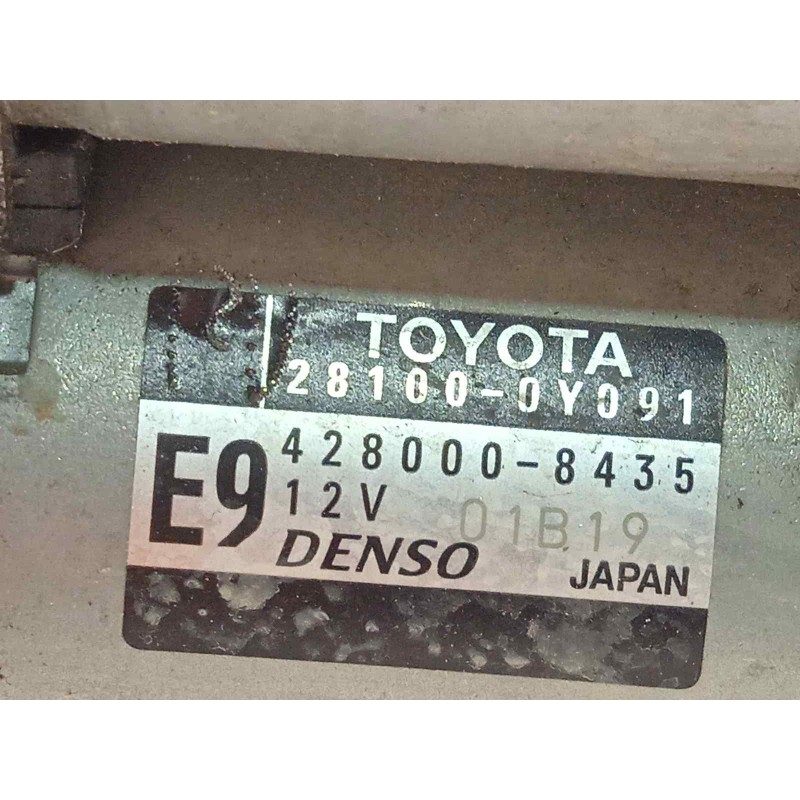 TOYOTA
28100-0Y091
E9
428000-8435
12V 01B19
DENSO JAPAN